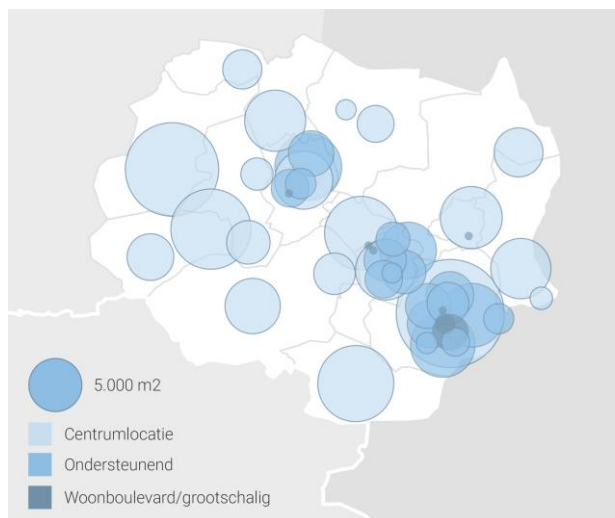 5.000 m2
Centrumlocatie
Ondersteunend
Woonboulevard/grootschalig